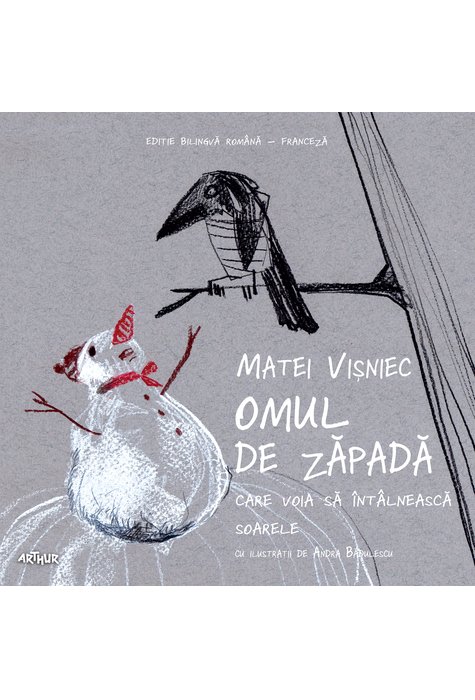 EDIȚIE BILINGVĂ ROMÂNĂ – FRANCEZĂ
MATEI VIȘNIEC
OMUL
DE ZĂPADĂ
CARE VOIA SĂ ÎNTÂLNEASCĂ
SOARELE
CU ILUSTRAȚII DE ANDRA BĂDULESCU
ARTHUR